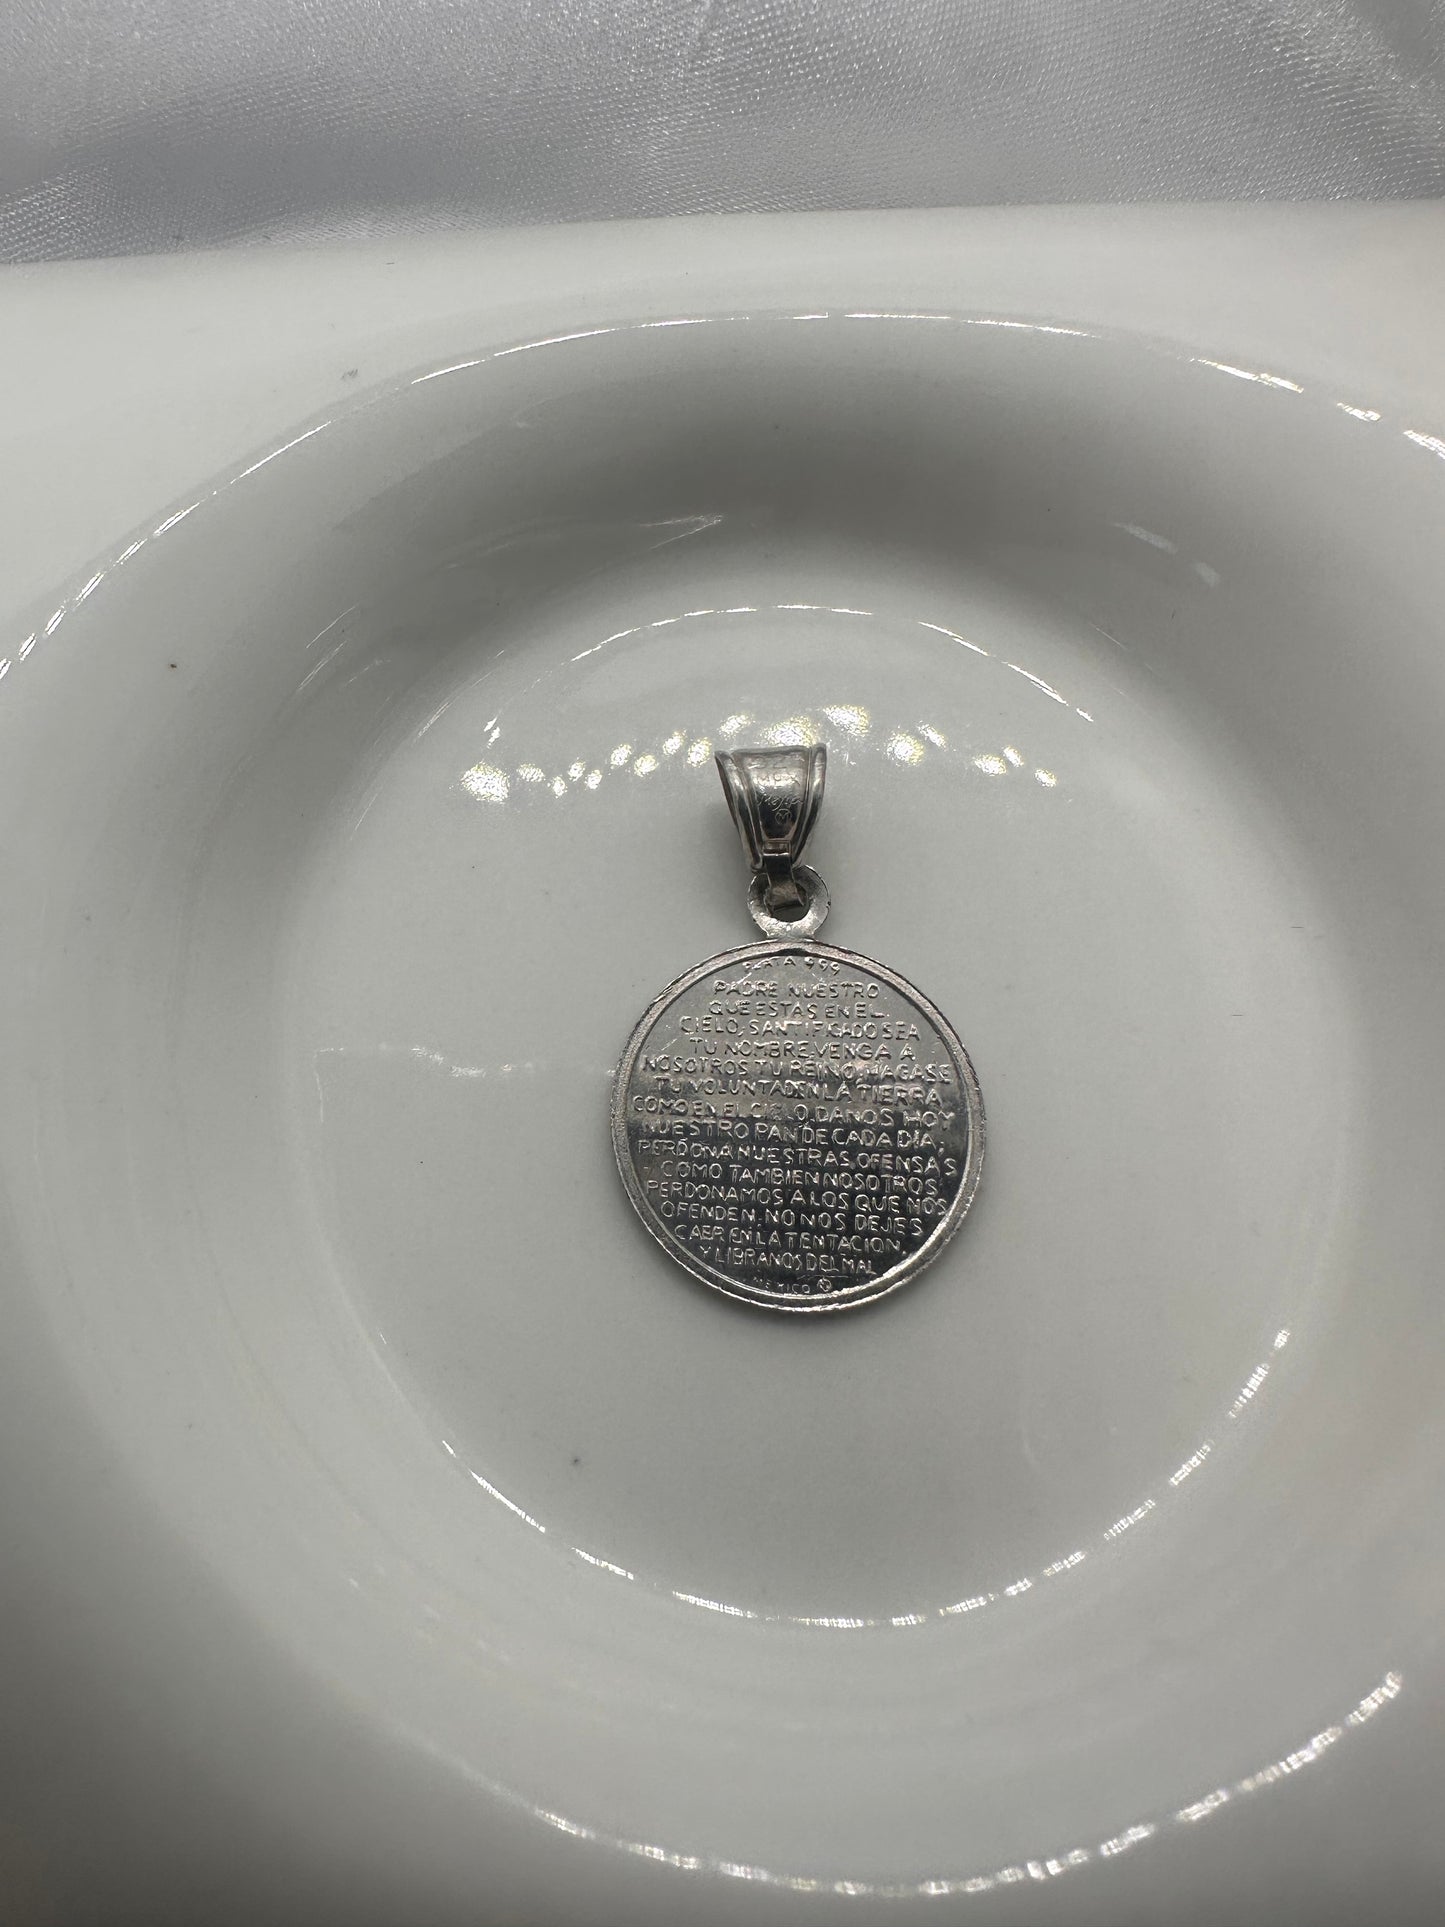 925
PLATA 999
PADRE NUESTRO
QUE ESTAS EN EL
CIELO, SANTIFICADO SEA
TU NOMBRE, VENGA A
NOSOTROS TU REINO, HAGASE
TU VOLUNTAD EN LA TIERRA
COMO EN EL CIELO, DANOS HOY
NUESTRO PAN DE CADA DIA,
PERDONA NUESTRAS OFENSAS
COMO TAMBIEN NOSOTROS
PERDONAMOS A LOS QUE NOS
OFENDEN, NO NOS DEJES
CAER EN LA TENTACION,
Y LIBRANOS DEL MAL
MEXICO M